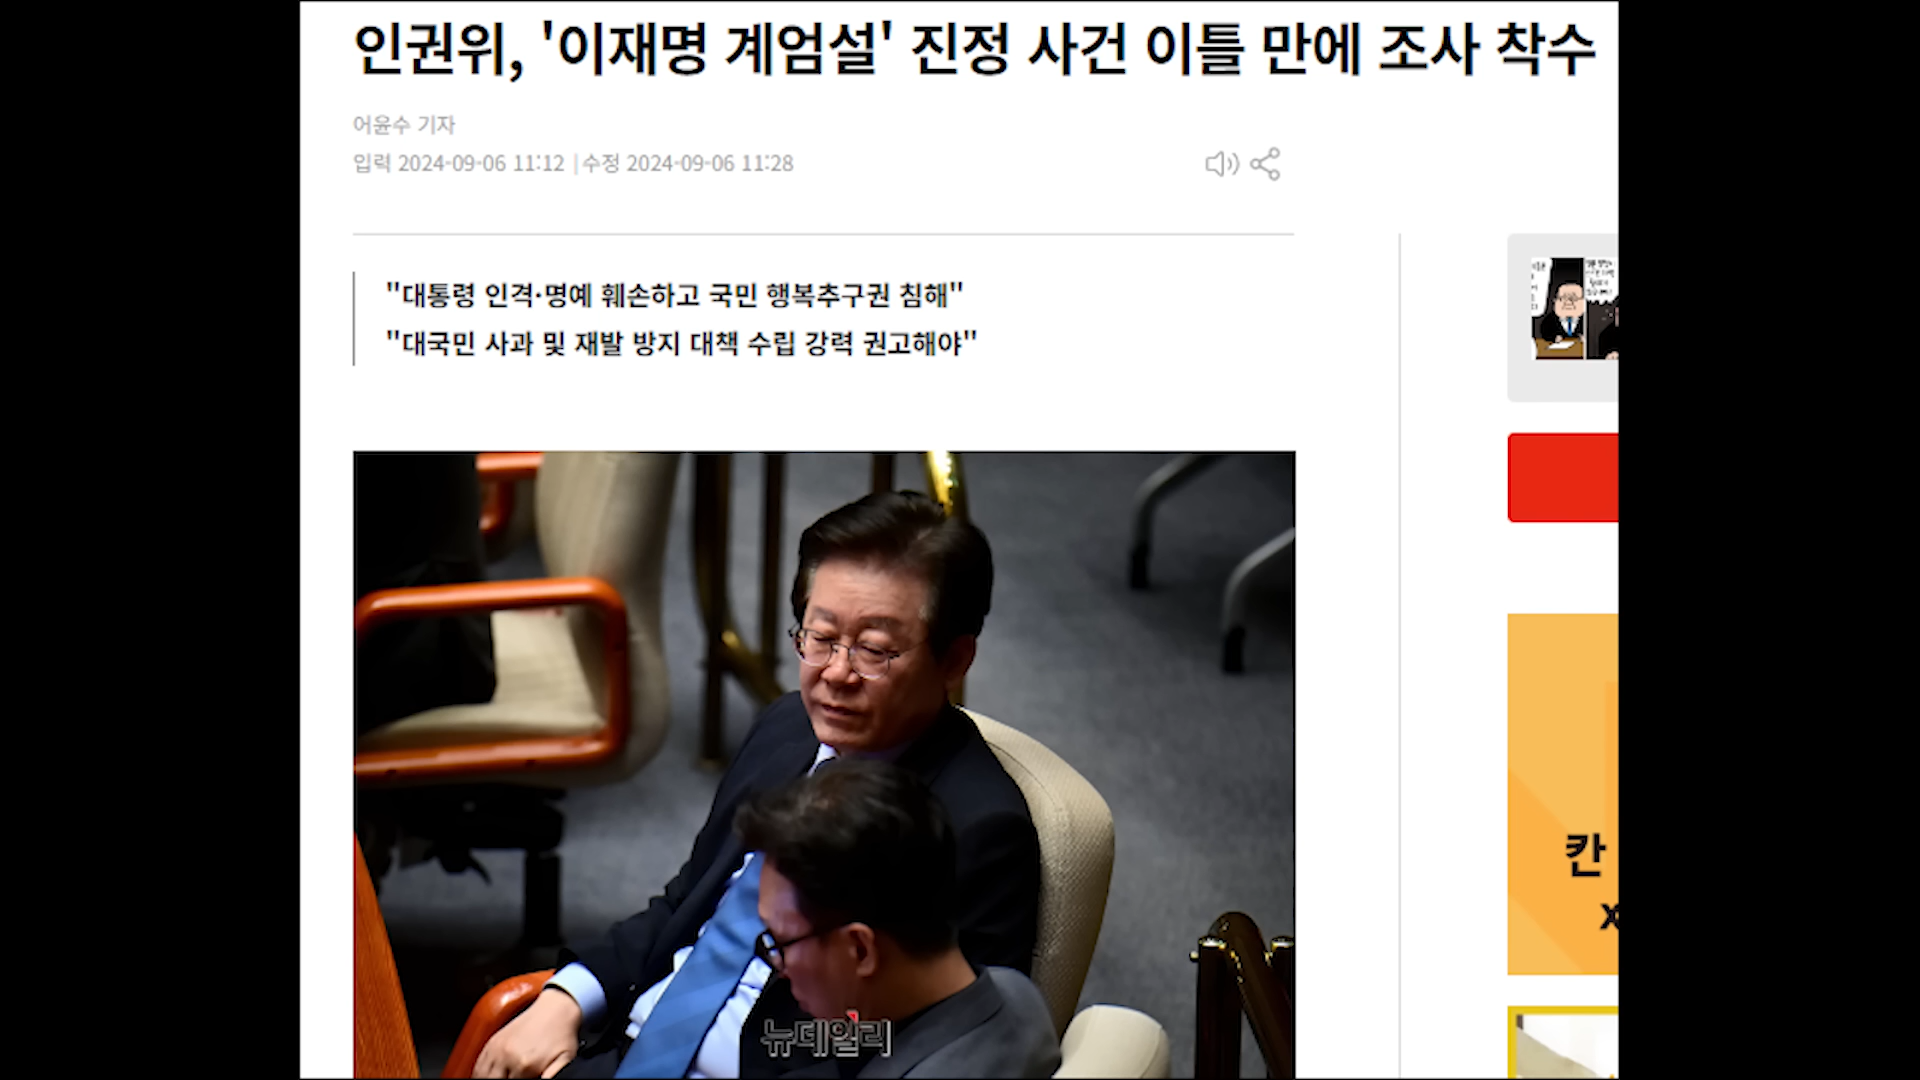 인권위, '이재명 계엄설' 진정 사건 이틀 만에 조사 착수
어윤수 기자
입력 2024-09-06 11:12 | 수정 2024-09-06 11:28
"대통령 인격·명예 훼손하고 국민 행복추구권 침해"
"대국민 사과 및 재발 방지 대책 수립 강력 권고해야"
칸
x
뉴데일리